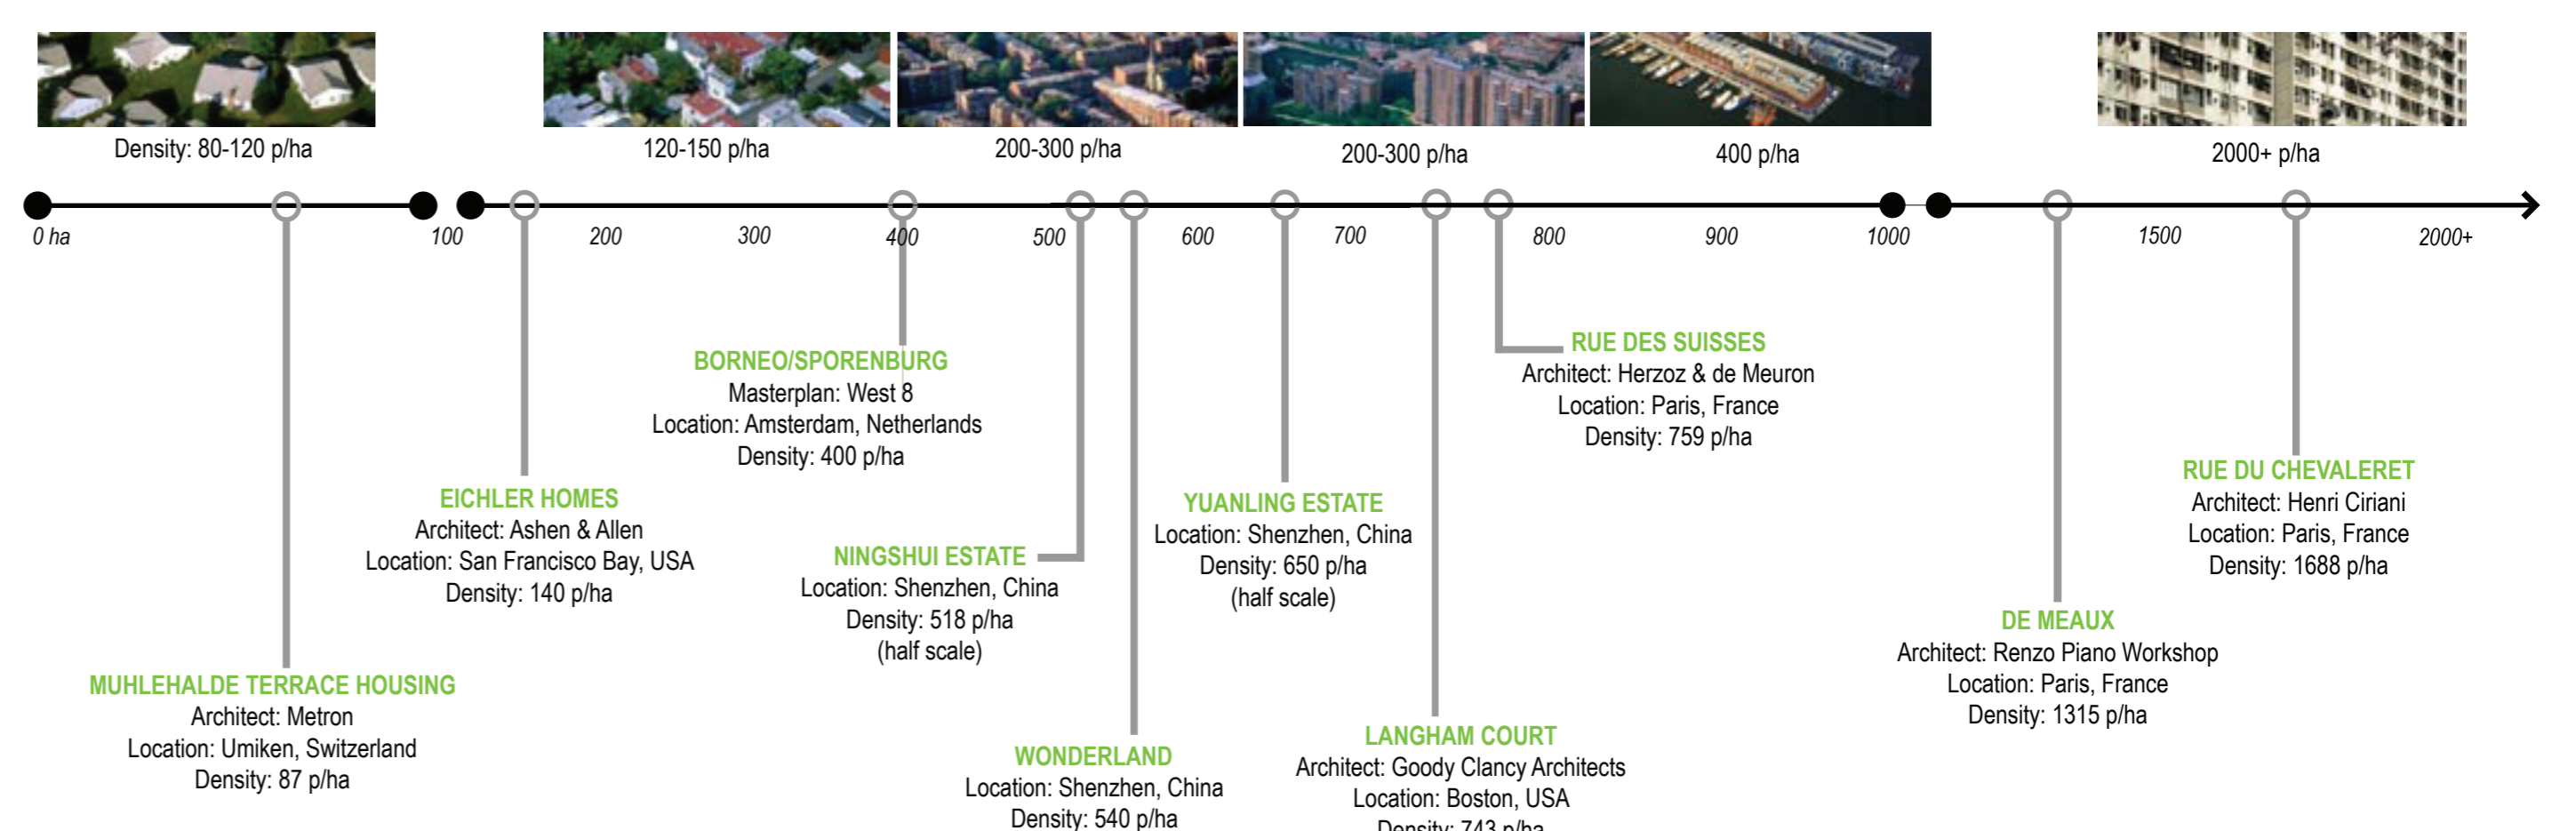 Density: 80-120 p/ha
120-150 p/ha
200-300 p/ha
200-300 p/ha
400 p/ha
2000+ p/ha
0 ha
100
200
300
400
500
600
700
800
900
1000
1500
2000+
MUHLEHALDE TERRACE HOUSING
Architect: Metron
Location: Umiken, Switzerland
Density: 87 p/ha
EICHLER HOMES
Architect: Ashen & Allen
Location: San Francisco Bay, USA
Density: 140 p/ha
BORNEO/SPORENBURG
Masterplan: West 8
Location: Amsterdam, Netherlands
Density: 400 p/ha
NINGSHUI ESTATE
Location: Shenzhen, China
Density: 518 p/ha
(half scale)
WONDERLAND
Location: Shenzhen, China
Density: 540 p/ha
YUANLING ESTATE
Location: Shenzhen, China
Density: 650 p/ha
(half scale)
LANGHAM COURT
Architect: Goody Clancy Architects
Location: Boston, USA
Density: 743 p/ha
RUE DES SUISSES
Architect: Herzoz & de Meuron
Location: Paris, France
Density: 759 p/ha
DE MEAUX
Architect: Renzo Piano Workshop
Location: Paris, France
Density: 1315 p/ha
RUE DU CHEVALERET
Architect: Henri Ciriani
Location: Paris, France
Density: 1688 p/ha